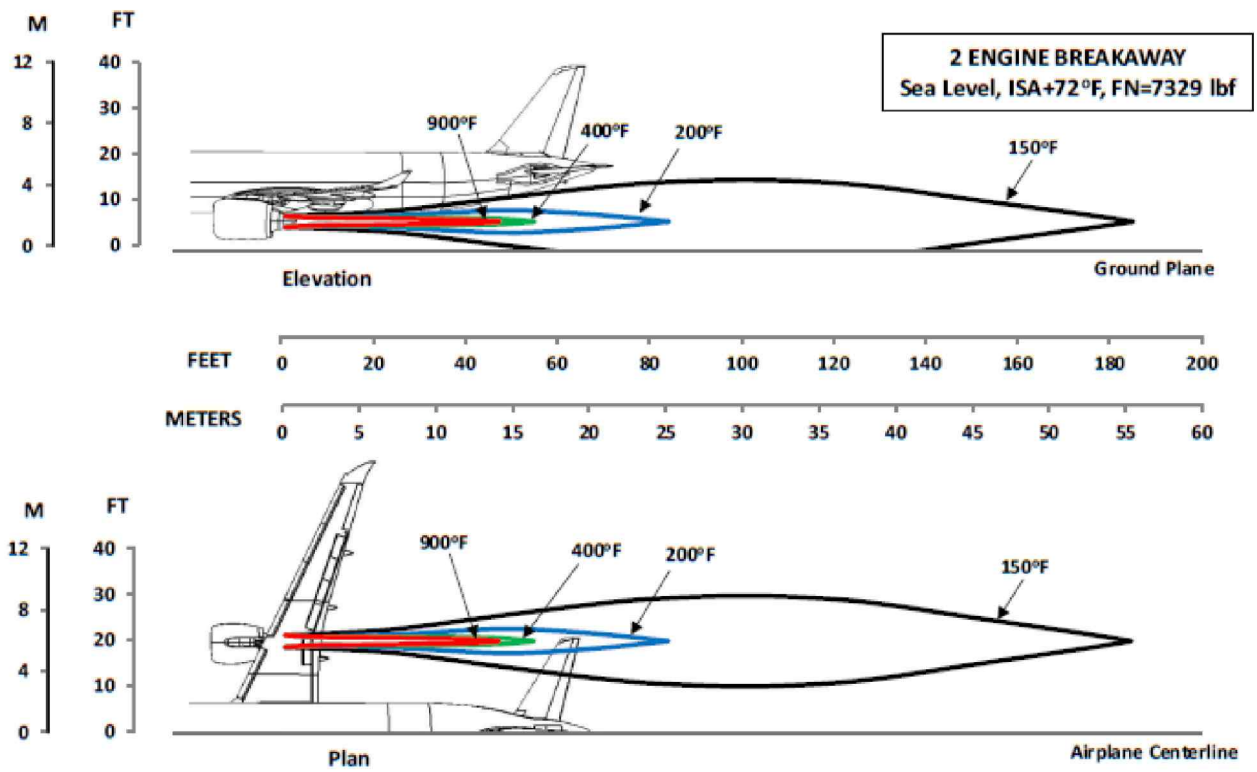 M FT
12 40
2 ENGINE BREAKAWAY
Sea Level, ISA+72°F, FN=7329 lbf
30
900°F 400°F 200°F 150°F
8
20
4 10
0 0
Elevation Ground Plane
FEET 0 20 40 60 80 100 120 140 160 180 200
METERS 0 5 10 15 20 25 30 35 40 45 50 55 60
M FT
12 40
900°F 400°F 200°F 150°F
8 30
20
4 10
0 0
Plan Airplane Centerline